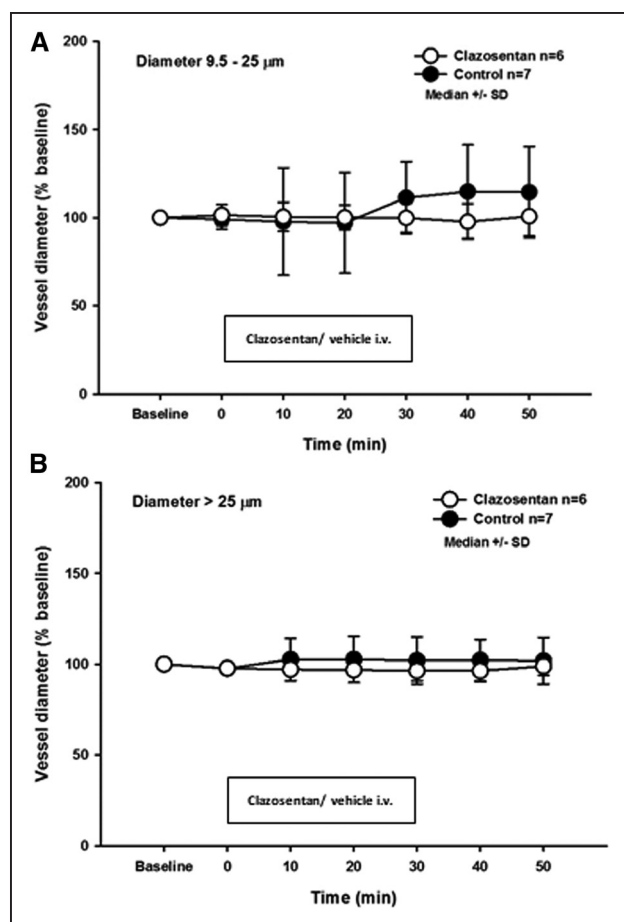 A
200
Diameter 9.5 - 25 µm
Clazosentan n=6
Control n=7
Median +/- SD
150
100
50
0
Vessel diameter (% baseline)
Clazosentan/ vehicle i.v.
Baseline 0 10 20 30 40 50
Time (min)
B
200
Diameter > 25 µm
Clazosentan n=6
Control n=7
Median +/- SD
150
100
50
0
Vessel diameter (% baseline)
Clazosentan/ vehicle i.v.
Baseline 0 10 20 30 40 50
Time (min)